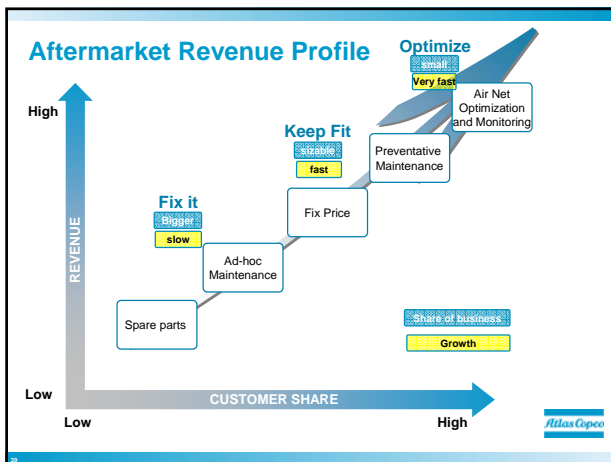 Aftermarket Revenue Profile
Optimize
small
Very fast
Air Net
Optimization
and Monitoring
High
Keep Fit
sizable
fast
Preventative
Maintenance
Fix it
Bigger
slow
Fix Price
REVENUE
Ad-hoc
Maintenance
Spare parts
Share of business
Growth
Low
CUSTOMER SHARE
Low
High
Atlas Copco